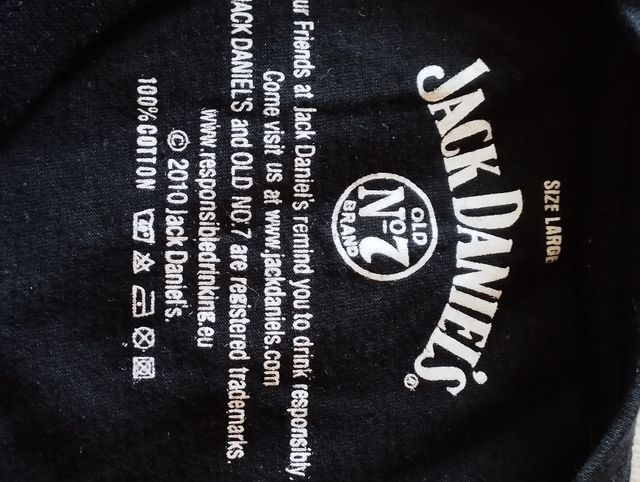 SIZE LARGE
JACK DANIEL'S®
OLD
No7
BRAND
ur Friends at Jack Daniel's remind you to drink responsibly.
Come visit us at www.jackdaniels.com
JACK DANIEL'S and OLD NO.7 are registered trademarks.
www.responsibledrinking.eu
© 2010 Jack Daniel's.
100% COTTON